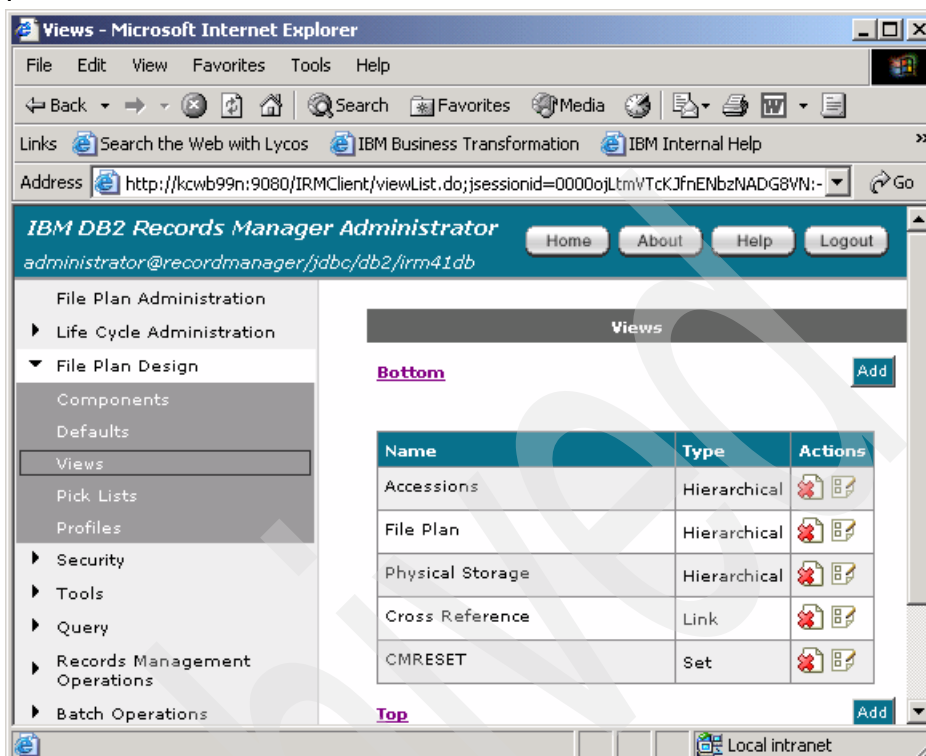 Views - Microsoft Internet Explorer
File Edit View Favorites Tools Help
Back Search Favorites Media
Links Search the Web with Lycos IBM Business Transformation IBM Internal Help »
Address http://kcwb99n:9080/IRMClient/viewList.do;jsessionid=0000ojLtmVTcKJfnENbzNADG8VN:- Go
IBM DB2 Records Manager Administrator
administrator@recordmanager/jdbc/db2/irm41db
Home About Help Logout
File Plan Administration
Life Cycle Administration
File Plan Design
Components
Defaults
Views
Pick Lists
Profiles
Security
Tools
Query
Records Management
Operations
Batch Operations
Views
Bottom Add
Name Type Actions
Accessions Hierarchical
File Plan Hierarchical
Physical Storage Hierarchical
Cross Reference Link
CMRESET Set
Top Add
Local intranet